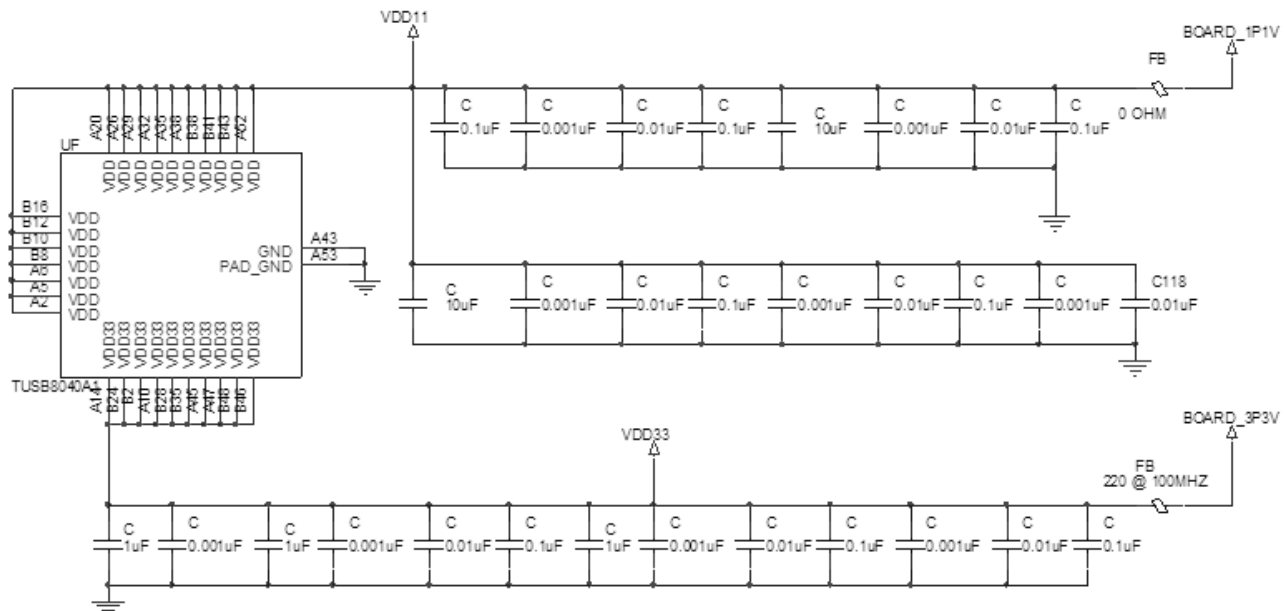 VDD11
BOARD_1P1V
FB
0 OHM
C 0.1uF
C 0.001uF
C 0.01uF
C 0.1uF
C 10uF
C 0.001uF
C 0.01uF
C 0.1uF
A20 A26 A29 A32 A35 A38 B38 B41 B43 A52
UF
VDD VDD VDD VDD VDD VDD VDD VDD VDD VDD
B16 VDD
B12 VDD
B10 VDD
B8 VDD
A6 VDD
A5 VDD
A2 VDD
GND A43
PAD_GND A53
VDD33 VDD33 VDD33 VDD33 VDD33 VDD33 VDD33 VDD33 VDD33 VDD33
TUSB8040A1
A14 B24 B2 A10 B28 B35 A45 A47 B48 B46
C 10uF
C 0.001uF
C 0.01uF
C 0.1uF
C 0.001uF
C 0.01uF
C 0.1uF
C 0.001uF
C118 0.01uF
VDD33
BOARD_3P3V
FB
220 @ 100MHZ
C 1uF
C 0.001uF
C 1uF
C 0.001uF
C 0.01uF
C 0.1uF
C 1uF
C 0.001uF
C 0.01uF
C 0.1uF
C 0.001uF
C 0.01uF
C 0.1uF